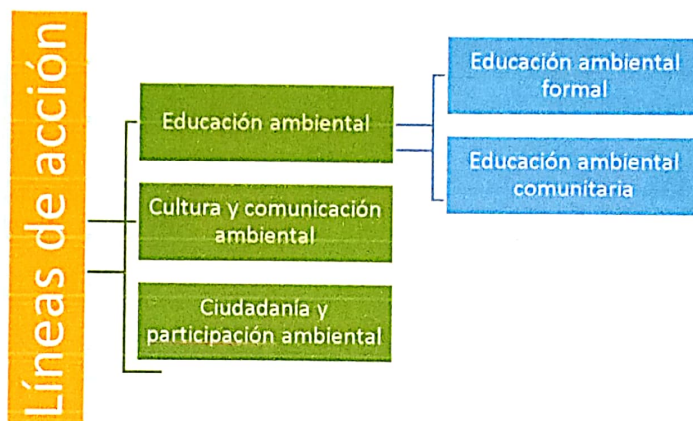 Líneas de acción
Educación ambiental
Cultura y comunicación
ambiental
Ciudadanía y
participación ambiental
Educación ambiental
formal
Educación ambiental
comunitaria